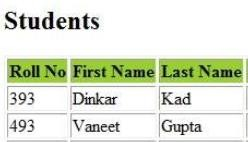 Students
Roll No First Name Last Name
393 Dinkar Kad
493 Vaneet Gupta